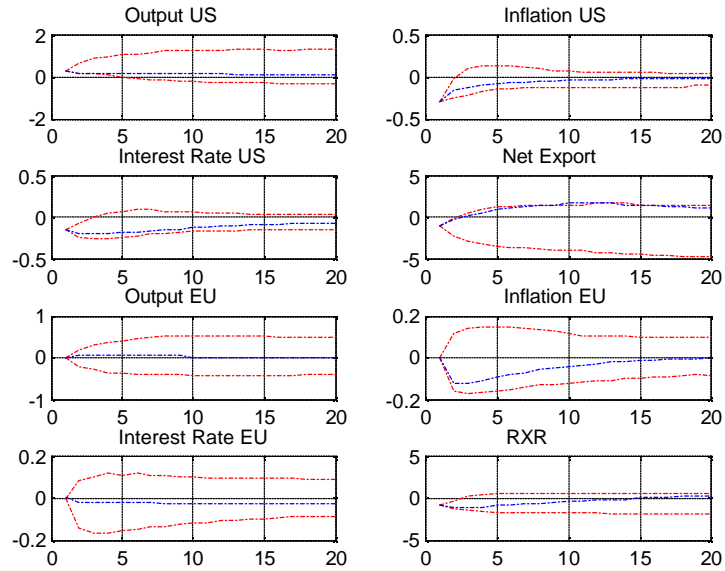 Output US
2
0
-2
0 5 10 15 20
Inflation US
0.5
0
-0.5
0 5 10 15 20
Interest Rate US
0.5
0
-0.5
0 5 10 15 20
Net Export
5
0
-5
0 5 10 15 20
Output EU
1
0
-1
0 5 10 15 20
Inflation EU
0.2
0
-0.2
0 5 10 15 20
Interest Rate EU
0.2
0
-0.2
0 5 10 15 20
RXR
5
0
-5
0 5 10 15 20